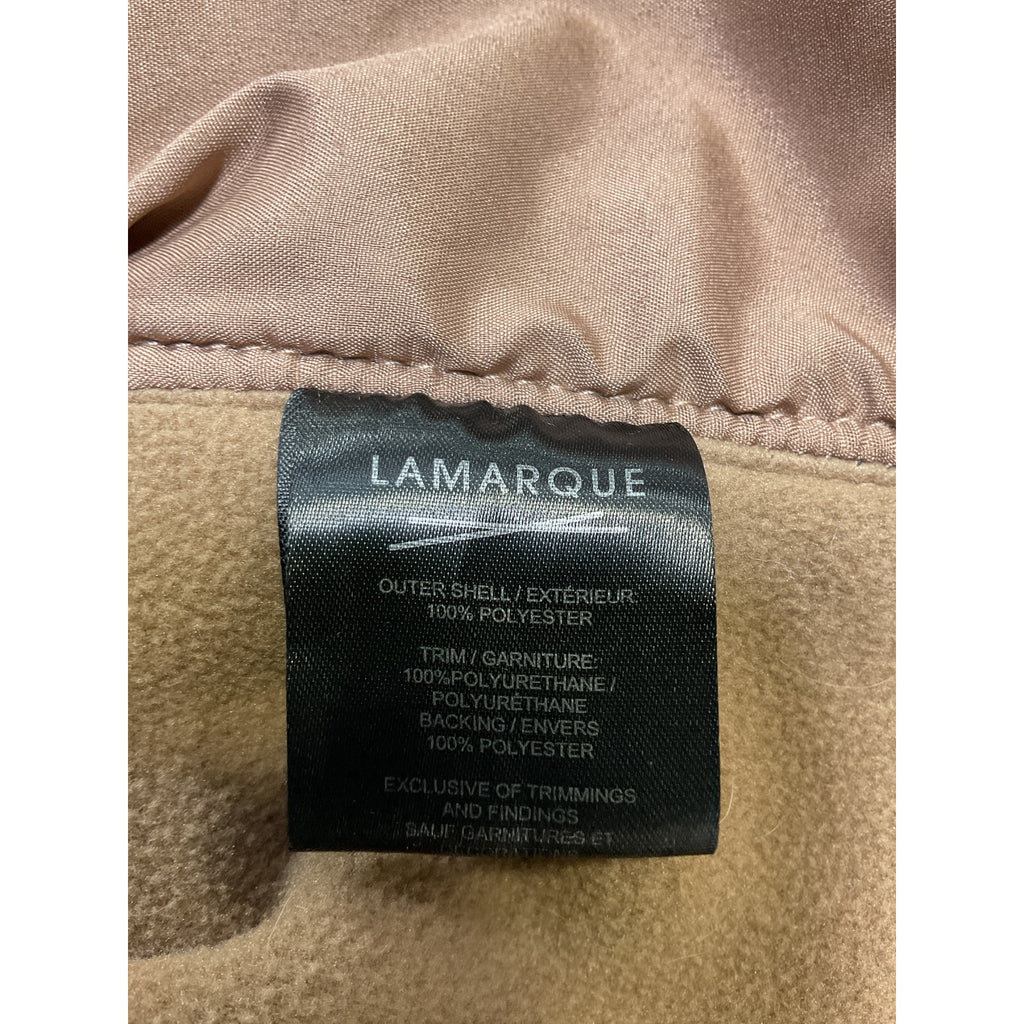 LAMARQUE
OUTER SHELL / EXTÉRIEUR:
100% POLYESTER
TRIM / GARNITURE:
100%POLYURETHANE /
POLYURÉTHANE
BACKING / ENVERS
100% POLYESTER
EXCLUSIVE OF TRIMMINGS
AND FINDINGS
SAUF GARNITURES ET